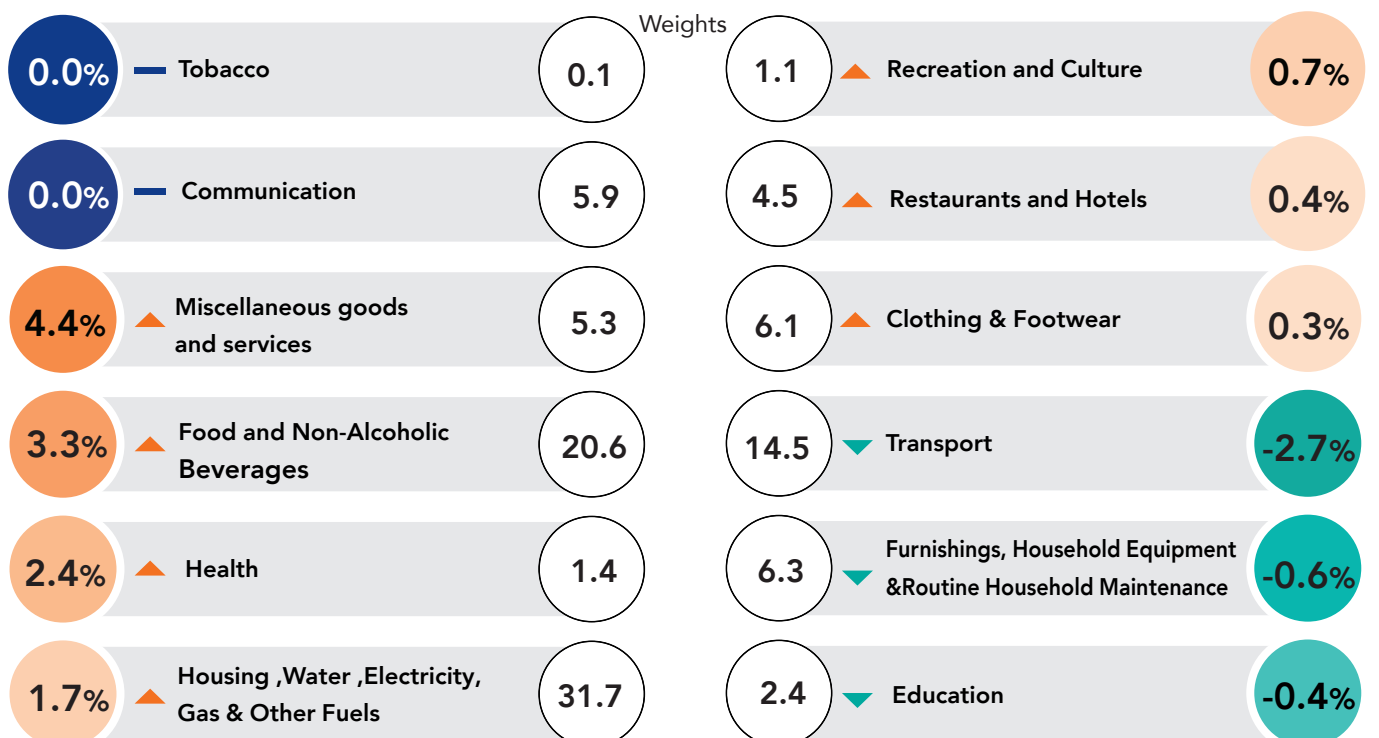 Weights
0.0% Tobacco 0.1
0.0% Communication 5.9
4.4% Miscellaneous goods
and services 5.3
3.3% Food and Non-Alcoholic
Beverages 20.6
2.4% Health 1.4
1.7% Housing ,Water ,Electricity,
Gas & Other Fuels 31.7
1.1 Recreation and Culture 0.7%
4.5 Restaurants and Hotels 0.4%
6.1 Clothing & Footwear 0.3%
14.5 Transport -2.7%
6.3 Furnishings, Household Equipment
&Routine Household Maintenance -0.6%
2.4 Education -0.4%